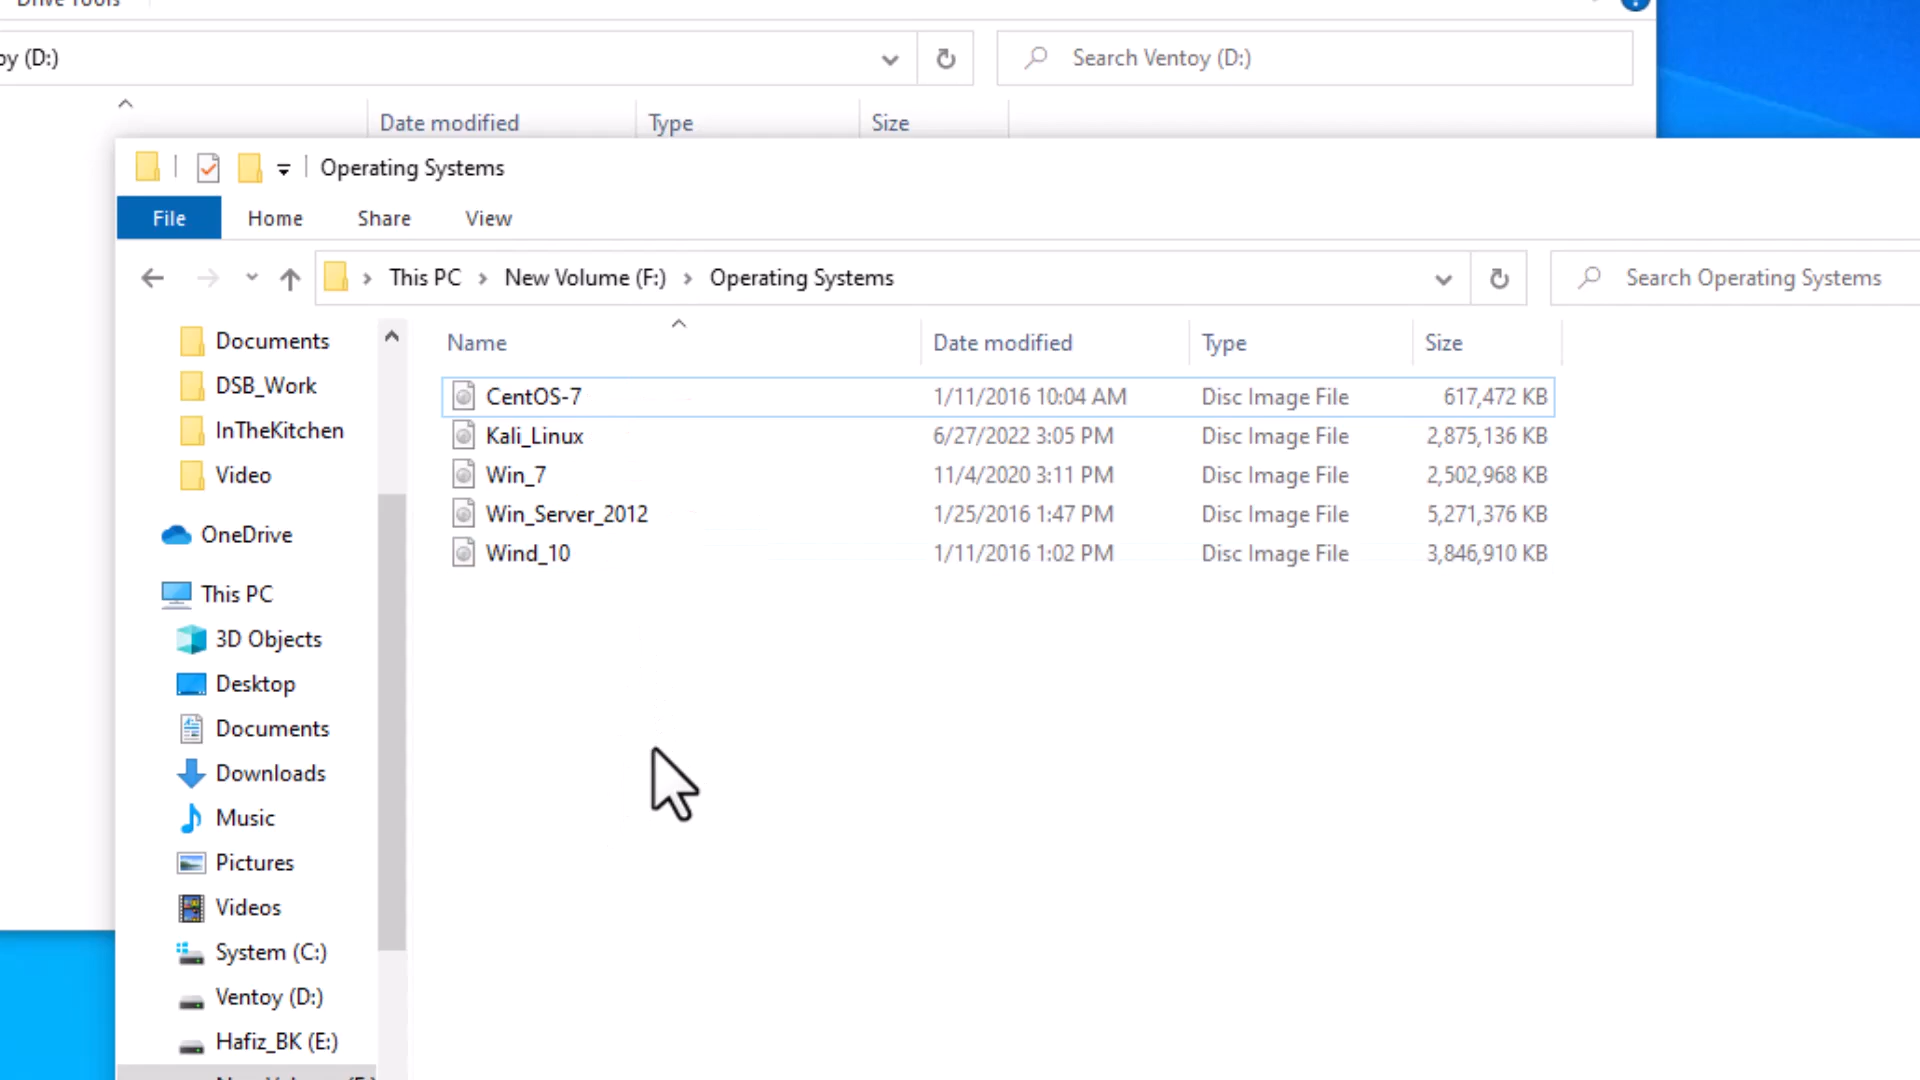 Drive Tools
oy (D:)
Search Ventoy (D:)
Date modified
Type
Size
Operating Systems
File
Home
Share
View
This PC
New Volume (F:)
Operating Systems
Search Operating Systems
Name
Date modified
Type
Size
CentOS-7 1/11/2016 10:04 AM Disc Image File 617,472 KB
Kali_Linux 6/27/2022 3:05 PM Disc Image File 2,875,136 KB
Win_7 11/4/2020 3:11 PM Disc Image File 2,502,968 KB
Win_Server_2012 1/25/2016 1:47 PM Disc Image File 5,271,376 KB
Wind_10 1/11/2016 1:02 PM Disc Image File 3,846,910 KB
Documents
DSB_Work
InTheKitchen
Video
OneDrive
This PC
3D Objects
Desktop
Documents
Downloads
Music
Pictures
Videos
System (C:)
Ventoy (D:)
Hafiz_BK (E:)